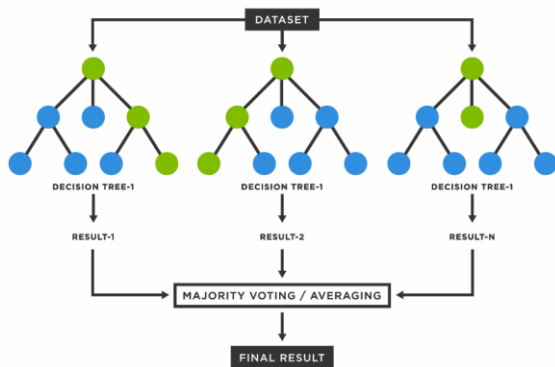 DATASET
DECISION TREE-1
DECISION TREE-1
DECISION TREE-1
RESULT-1
RESULT-2
RESULT-N
MAJORITY VOTING / AVERAGING
FINAL RESULT